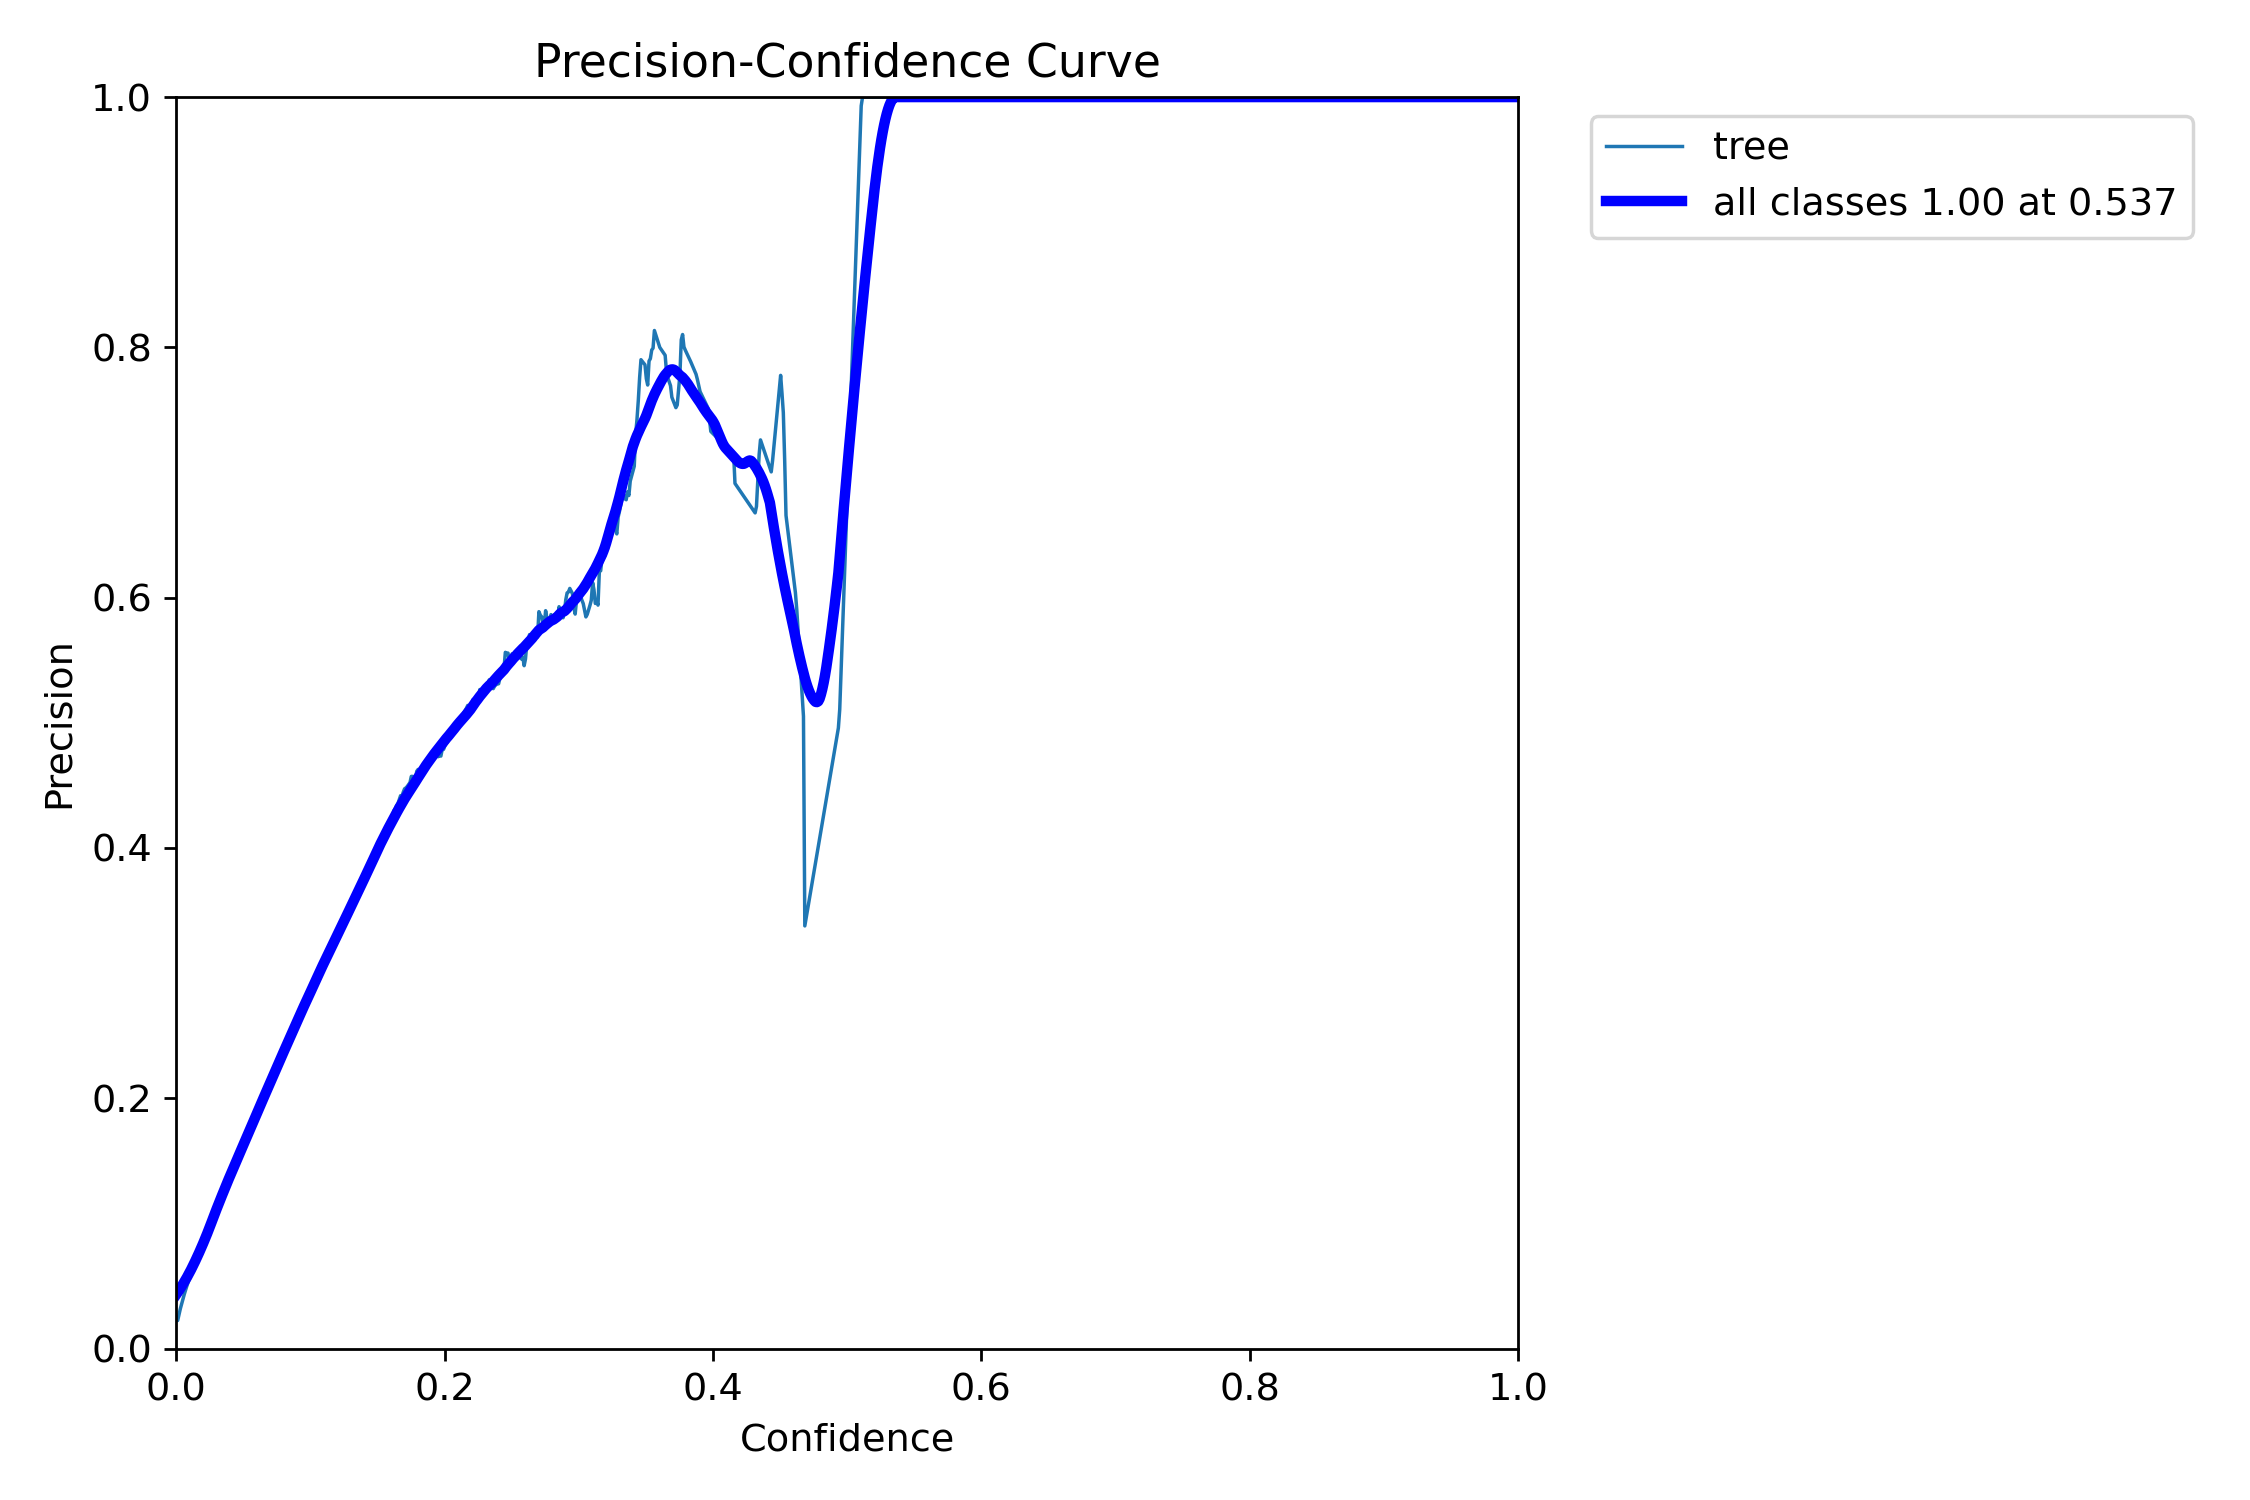 Precision-Confidence Curve
1.0
0.8
0.6
0.4
0.2
0.0
Precision
0.0 0.2 0.4 0.6 0.8 1.0
Confidence
tree
all classes 1.00 at 0.537